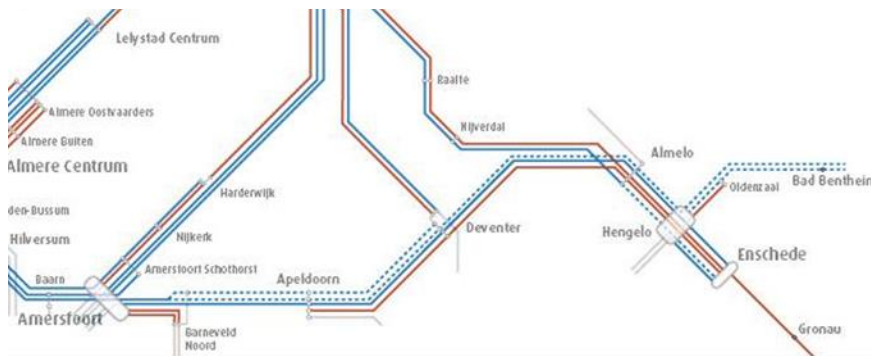 Lelystad Centrum
Raalte
Almere Oostvaarders
Nijverdal
Almere Buiten
Almelo
Almere Centrum
Harderwijk
Oldenzaal
Bad Bentheim
den-Bussum
Deventer
Hengelo
Hilversum
Nijkerk
Enschede
Amersfoort Schothorst
Baarn
Apeldoorn
Amersfoort
Barneveld
Noord
Gronau